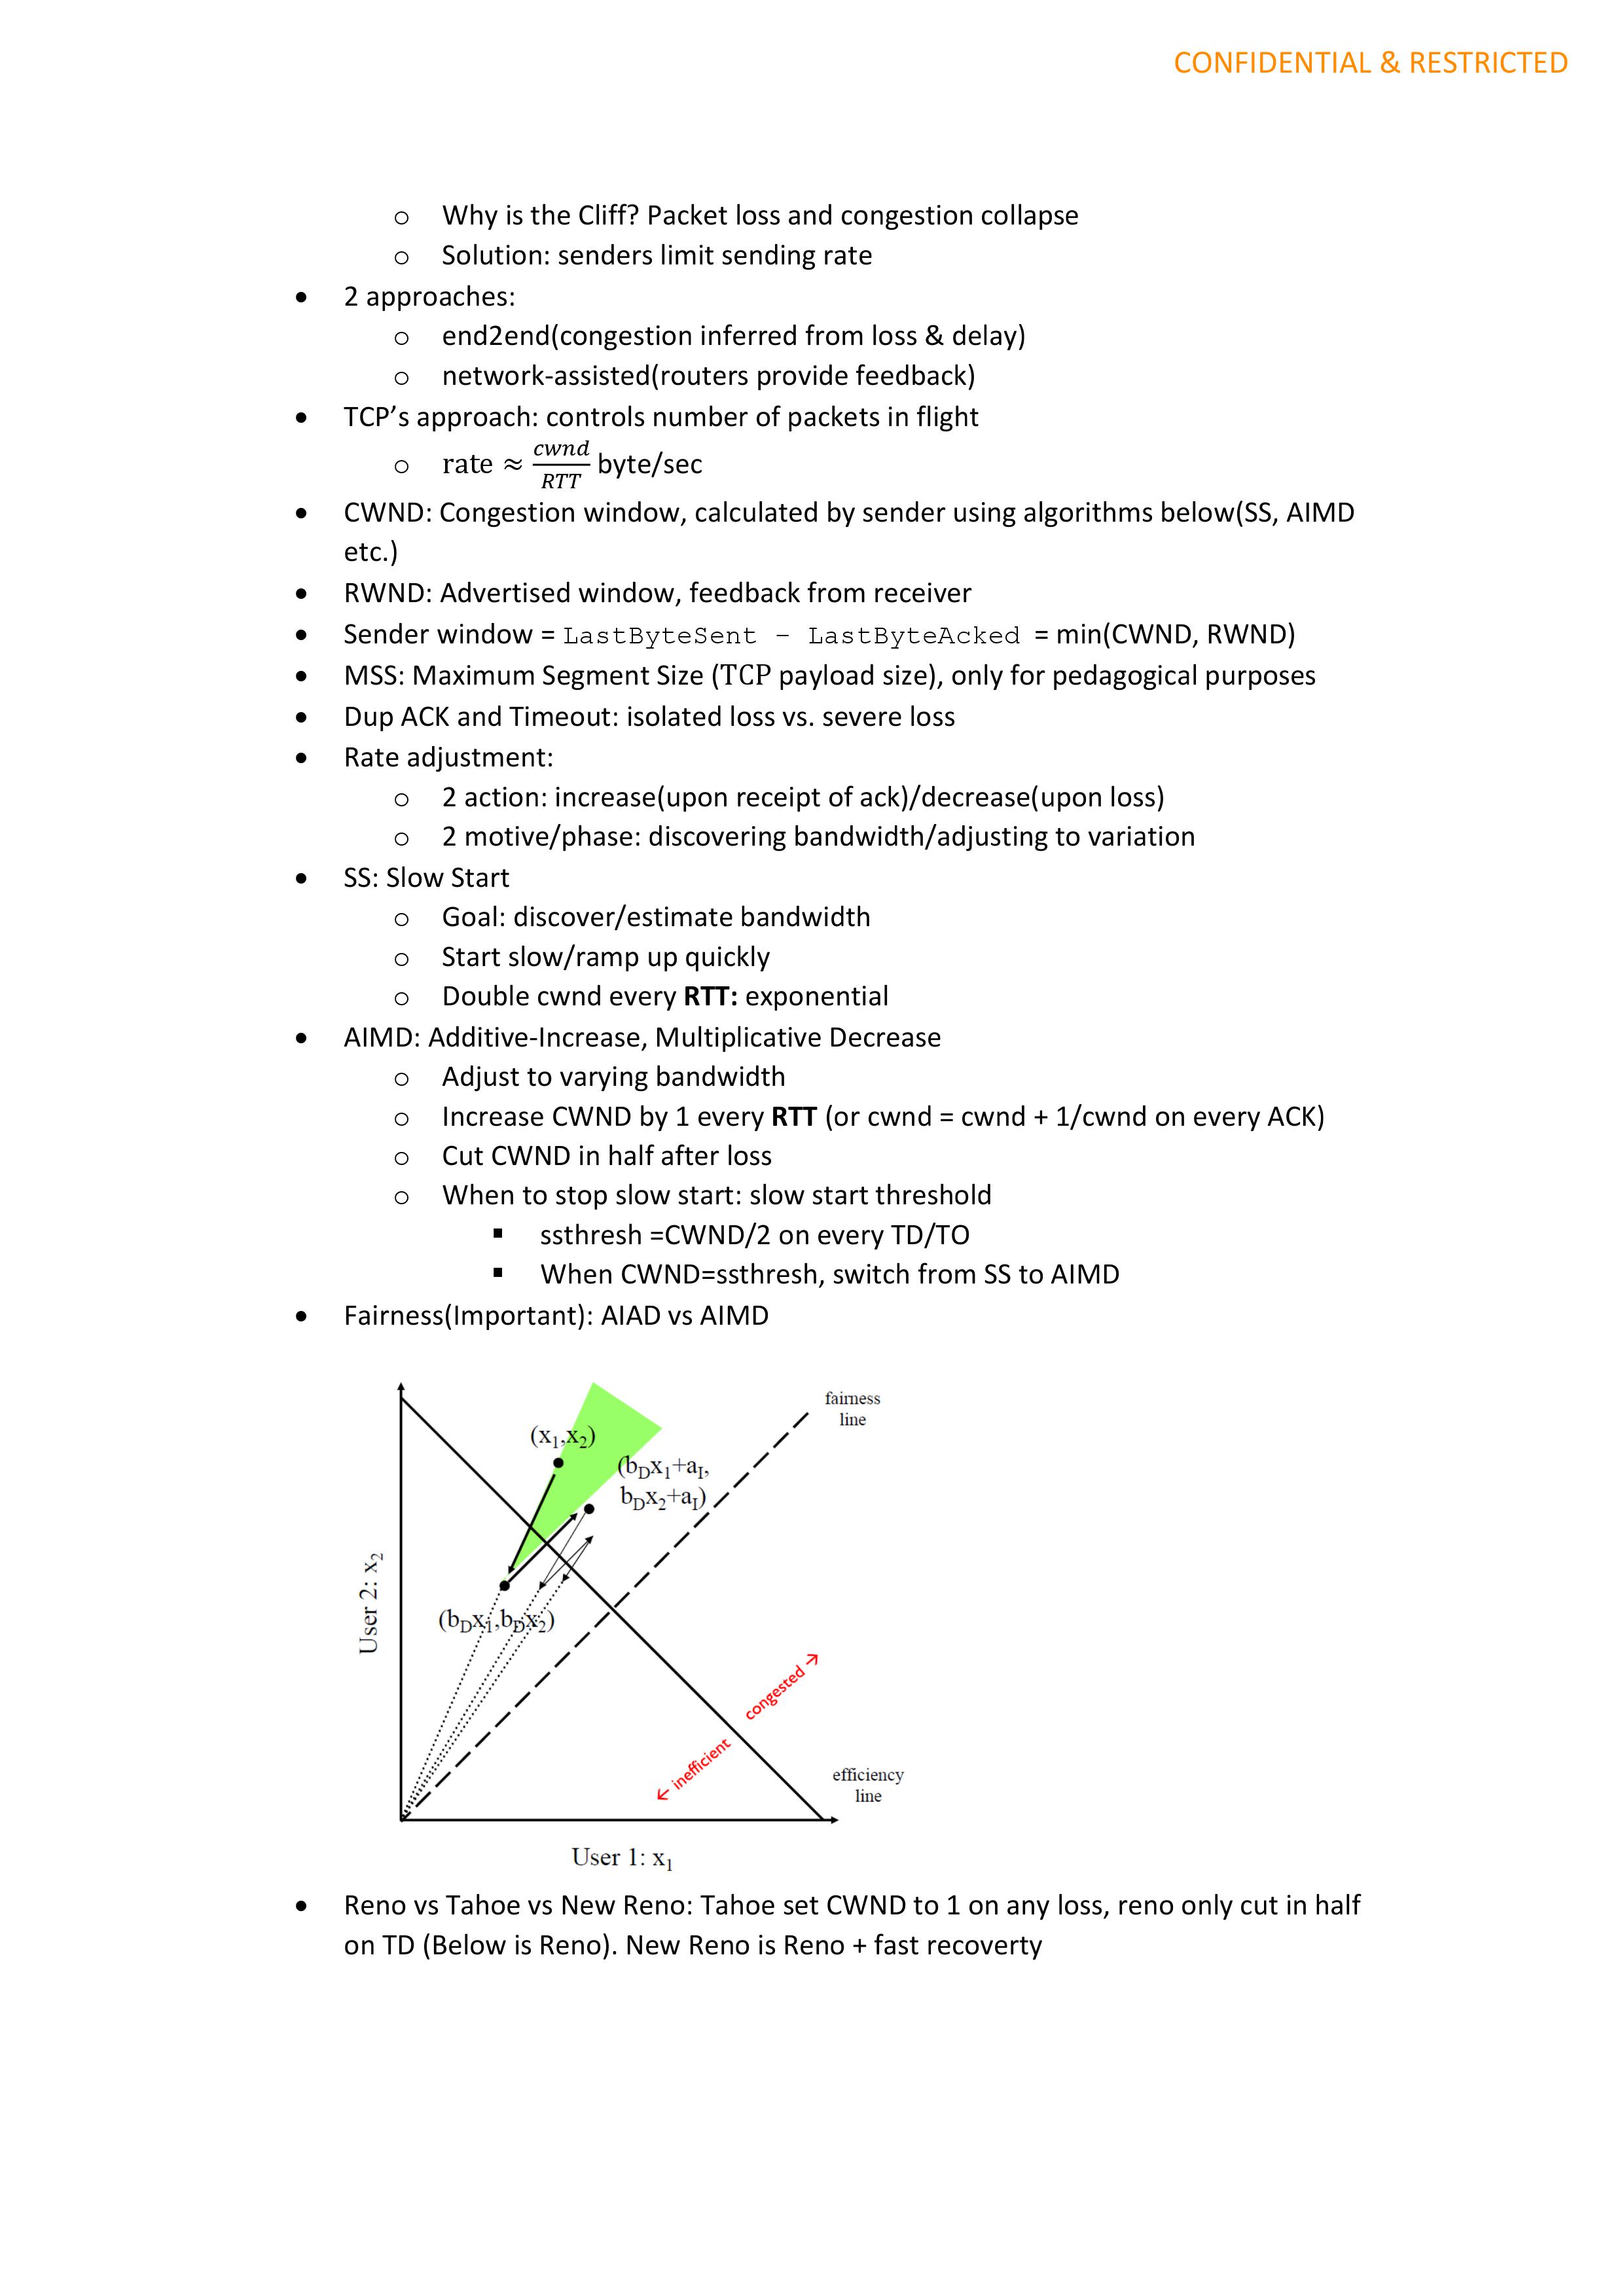 CONFIDENTIAL & RESTRICTED
o Why is the Cliff? Packet loss and congestion collapse
o Solution: senders limit sending rate
• 2 approaches:
o end2end(congestion inferred from loss & delay)
o network-assisted(routers provide feedback)
• TCP’s approach: controls number of packets in flight
o rate ≈ cwnd/RTT byte/sec
• CWND: Congestion window, calculated by sender using algorithms below(SS, AIMD
etc.)
• RWND: Advertised window, feedback from receiver
• Sender window = LastByteSent – LastByteAcked = min(CWND, RWND)
• MSS: Maximum Segment Size (TCP payload size), only for pedagogical purposes
• Dup ACK and Timeout: isolated loss vs. severe loss
• Rate adjustment:
o 2 action: increase(upon receipt of ack)/decrease(upon loss)
o 2 motive/phase: discovering bandwidth/adjusting to variation
• SS: Slow Start
o Goal: discover/estimate bandwidth
o Start slow/ramp up quickly
o Double cwnd every RTT: exponential
• AIMD: Additive-Increase, Multiplicative Decrease
o Adjust to varying bandwidth
o Increase CWND by 1 every RTT (or cwnd = cwnd + 1/cwnd on every ACK)
o Cut CWND in half after loss
o When to stop slow start: slow start threshold
▪ ssthresh =CWND/2 on every TD/TO
▪ When CWND=ssthresh, switch from SS to AIMD
• Fairness(Important): AIAD vs AIMD
fairness
line
(x₁,x₂)
(b_Dx₁+a_I,
b_Dx₂+a_I)
User 2: x₂
(b_Dx₁,b_Dx₂)
congested →
← inefficient
efficiency
line
User 1: x₁
• Reno vs Tahoe vs New Reno: Tahoe set CWND to 1 on any loss, reno only cut in half
on TD (Below is Reno). New Reno is Reno + fast recoverty